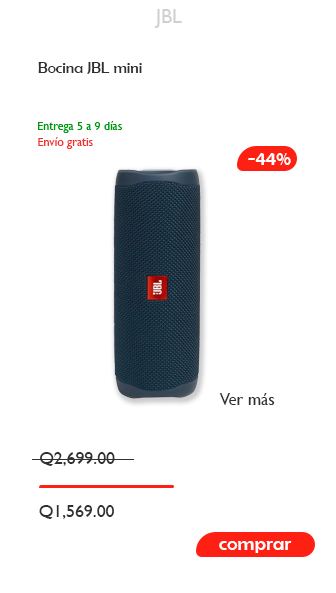 JBL
Bocina JBL mini
Entrega 5 a 9 días
Envío gratis
-44%
JBL
Ver más
Q2,699.00
Q1,569.00
comprar